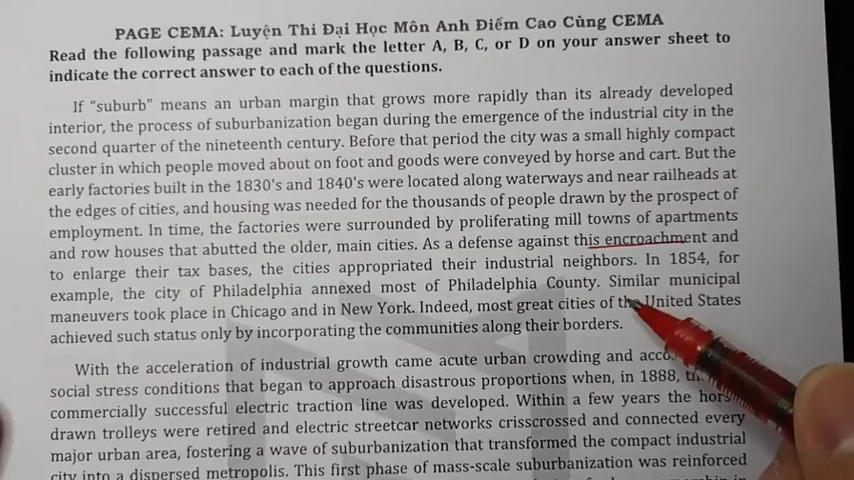 PAGE CEMA: Luyện Thi Đại Học Môn Anh Điểm Cao Cùng CEMA
Read the following passage and mark the letter A, B, C, or D on your answer sheet to
indicate the correct answer to each of the questions.
If “suburb” means an urban margin that grows more rapidly than its already developed
interior, the process of suburbanization began during the emergence of the industrial city in the
second quarter of the nineteenth century. Before that period the city was a small highly compact
cluster in which people moved about on foot and goods were conveyed by horse and cart. But the
early factories built in the 1830's and 1840's were located along waterways and near railheads at
the edges of cities, and housing was needed for the thousands of people drawn by the prospect of
employment. In time, the factories were surrounded by proliferating mill towns of apartments
and row houses that abutted the older, main cities. As a defense against this encroachment and
to enlarge their tax bases, the cities appropriated their industrial neighbors. In 1854, for
example, the city of Philadelphia annexed most of Philadelphia County. Similar municipal
maneuvers took place in Chicago and in New York. Indeed, most great cities of the United States
achieved such status only by incorporating the communities along their borders.
With the acceleration of industrial growth came acute urban crowding and
social stress conditions that began to approach disastrous proportions when, in 1888,
commercially successful electric traction line was developed. Within a few years the
drawn trolleys were retired and electric streetcar networks crisscrossed and connected every
major urban area, fostering a wave of suburbanization that transformed the compact industrial
city into a dispersed metropolis. This first phase of mass-scale suburbanization was reinforced